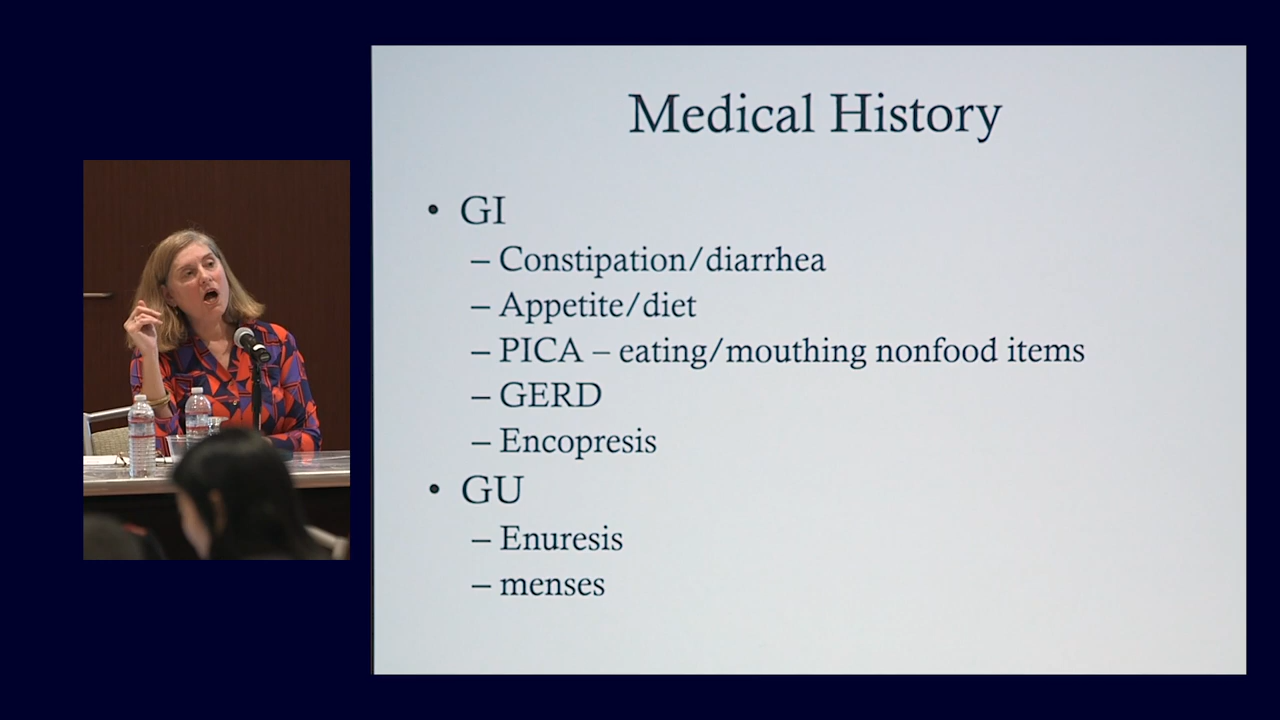 Medical History
• GI
– Constipation/diarrhea
– Appetite/diet
– PICA – eating/mouthing nonfood items
– GERD
– Encopresis
• GU
– Enuresis
– menses